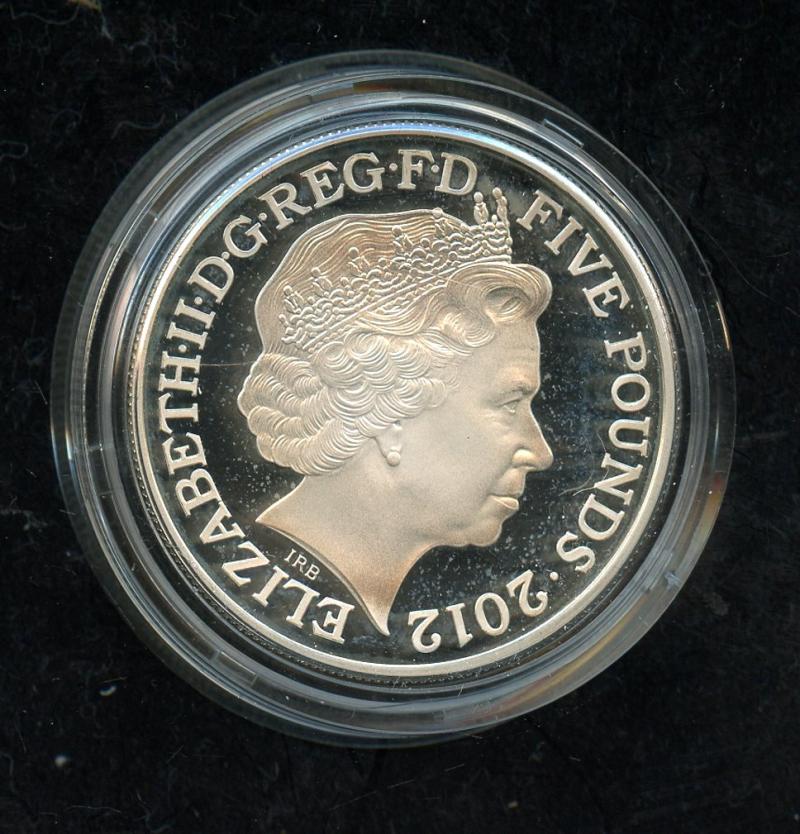 ELIZABETH·II·D·G·REG·F·D
FIVE POUNDS·2012
IRB